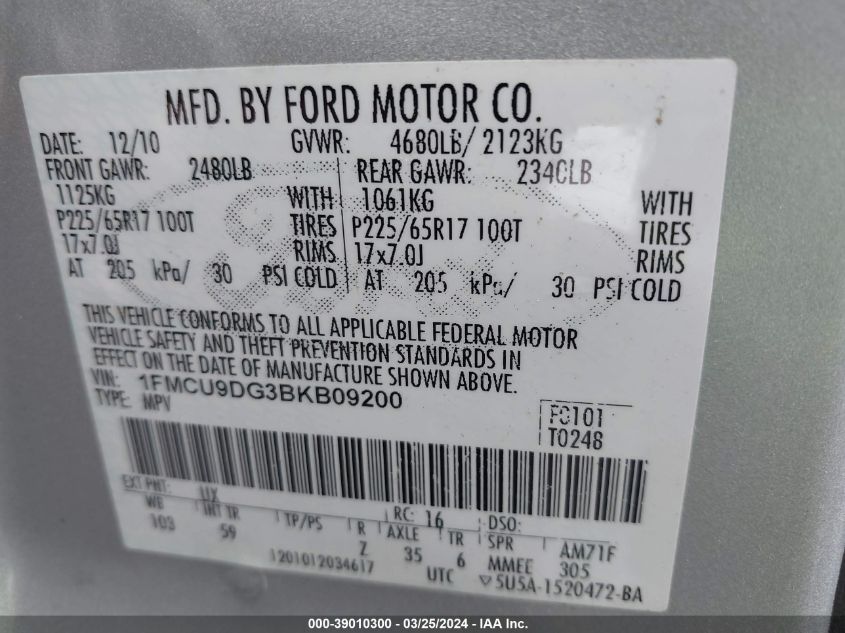 MFD. BY FORD MOTOR CO.
DATE: 12/10 GVWR: 4680LB/ 2123KG
FRONT GAWR: 2480LB REAR GAWR: 2340LB
1125KG WITH 1061KG WITH
P225/65R17 100T TIRES P225/65R17 100T TIRES
17x7.0J RIMS 17x7.0J RIMS
AT 205 kPa/ 30 PSI COLD AT 205 kPa/ 30 PSI COLD
THIS VEHICLE CONFORMS TO ALL APPLICABLE FEDERAL MOTOR
VEHICLE SAFETY AND THEFT PREVENTION STANDARDS IN
EFFECT ON THE DATE OF MANUFACTURE SHOWN ABOVE.
VIN: 1FMCU9DG3BKB09200
TYPE: MPV
F0101
T0248
EXT PNT: UX RC: 16 DSO:
WB INT TR TP/PS R AXLE TR SPR AM71F
103 59 Z 35 6 MMEE 305
1201012034617 UTC ▽5U5A-1520472-BA
Ford
000-39010300 - 03/25/2024 - IAAI, Inc.